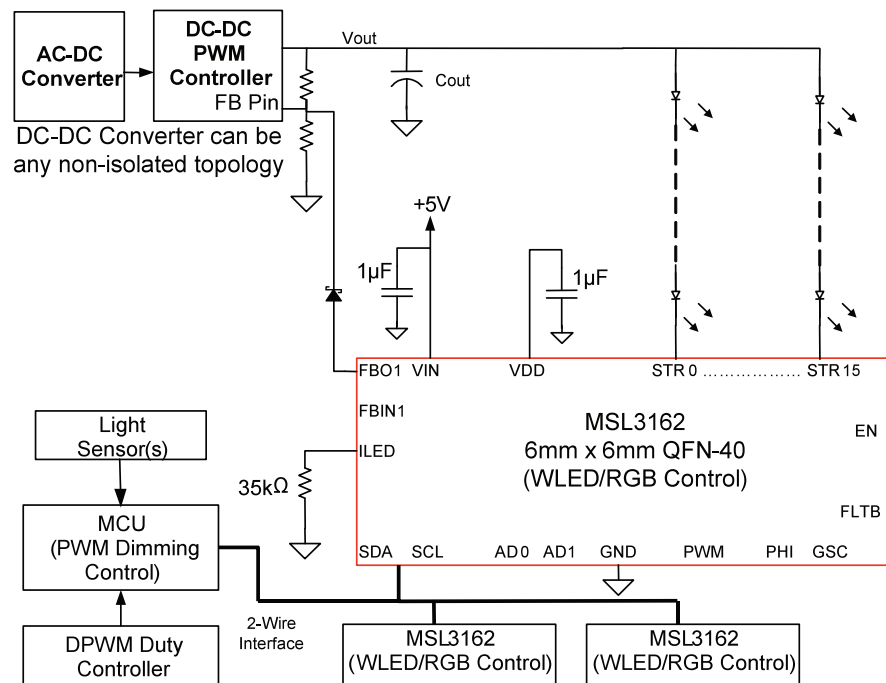 AC-DC
Converter
DC-DC
PWM
Controller
FB Pin
DC-DC Converter can be
any non-isolated topology
Vout
Cout
+5V
1µF
1µF
FBO1
VIN
VDD
STR 0 ........................ STR 15
FBIN1
ILED
MSL3162
6mm x 6mm QFN-40
(WLED/RGB Control)
EN
FLTB
35kΩ
SDA
SCL
AD0
AD1
GND
PWM
PHI
GSC
Light
Sensor(s)
MCU
(PWM Dimming
Control)
DPWM Duty
Controller
2-Wire
Interface
MSL3162
(WLED/RGB Control)
MSL3162
(WLED/RGB Control)